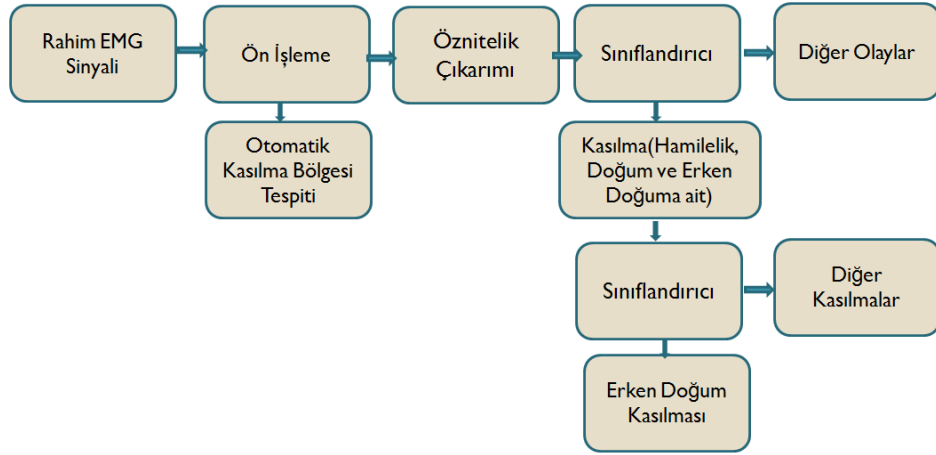 Rahim EMG
Sinyali
Ön İşleme
Öznitelik
Çıkarımı
Sınıflandırıcı
Diğer Olaylar
Otomatik
Kasılma Bölgesi
Tespiti
Kasılma(Hamilelik,
Doğum ve Erken
Doğuma ait)
Sınıflandırıcı
Diğer
Kasılmalar
Erken Doğum
Kasılması